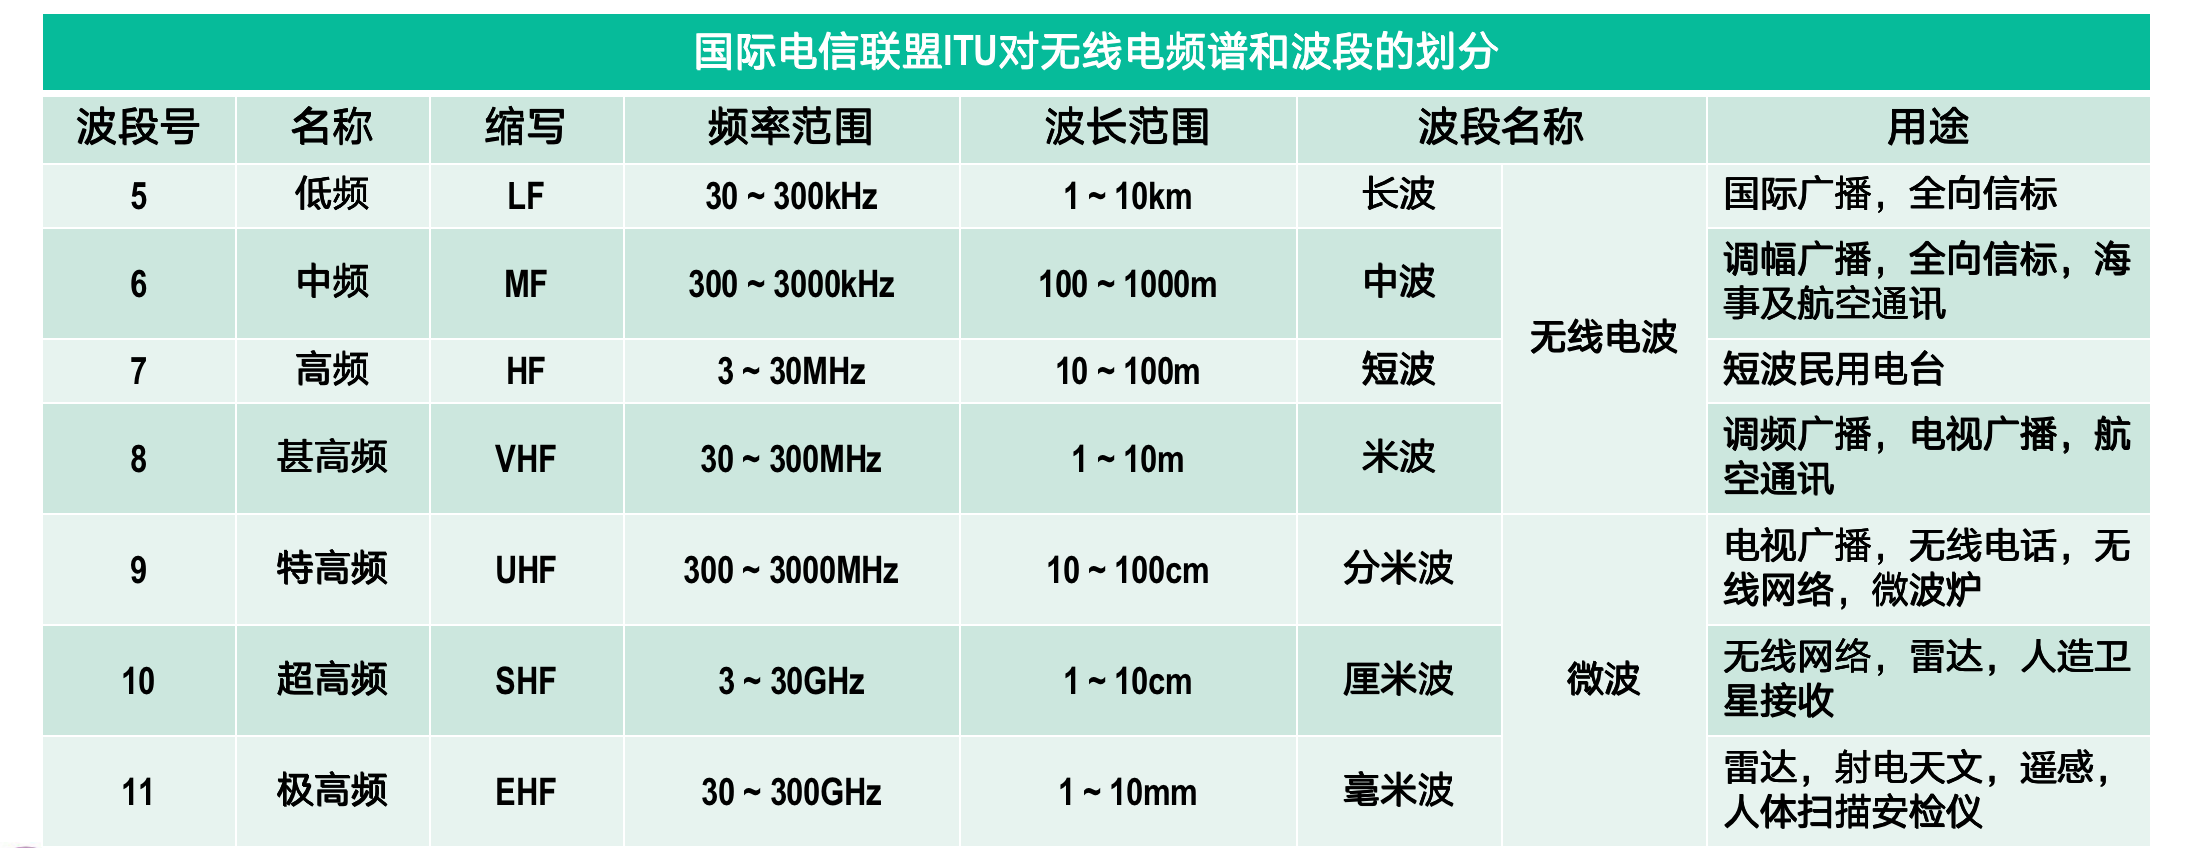 国际电信联盟ITU对无线电频谱和波段的划分
波段号 名称 缩写 频率范围 波长范围 波段名称 用途
5 低频 LF 30 ~ 300kHz 1 ~ 10km 长波 国际广播，全向信标
6 中频 MF 300 ~ 3000kHz 100 ~ 1000m 中波 调幅广播，全向信标，海
事及航空通讯
无线电波
7 高频 HF 3 ~ 30MHz 10 ~ 100m 短波 短波民用电台
8 甚高频 VHF 30 ~ 300MHz 1 ~ 10m 米波 调频广播，电视广播，航
空通讯
9 特高频 UHF 300 ~ 3000MHz 10 ~ 100cm 分米波 电视广播，无线电话，无
线网络，微波炉
10 超高频 SHF 3 ~ 30GHz 1 ~ 10cm 厘米波 微波 无线网络，雷达，人造卫
星接收
11 极高频 EHF 30 ~ 300GHz 1 ~ 10mm 毫米波 雷达，射电天文，遥感，
人体扫描安检仪